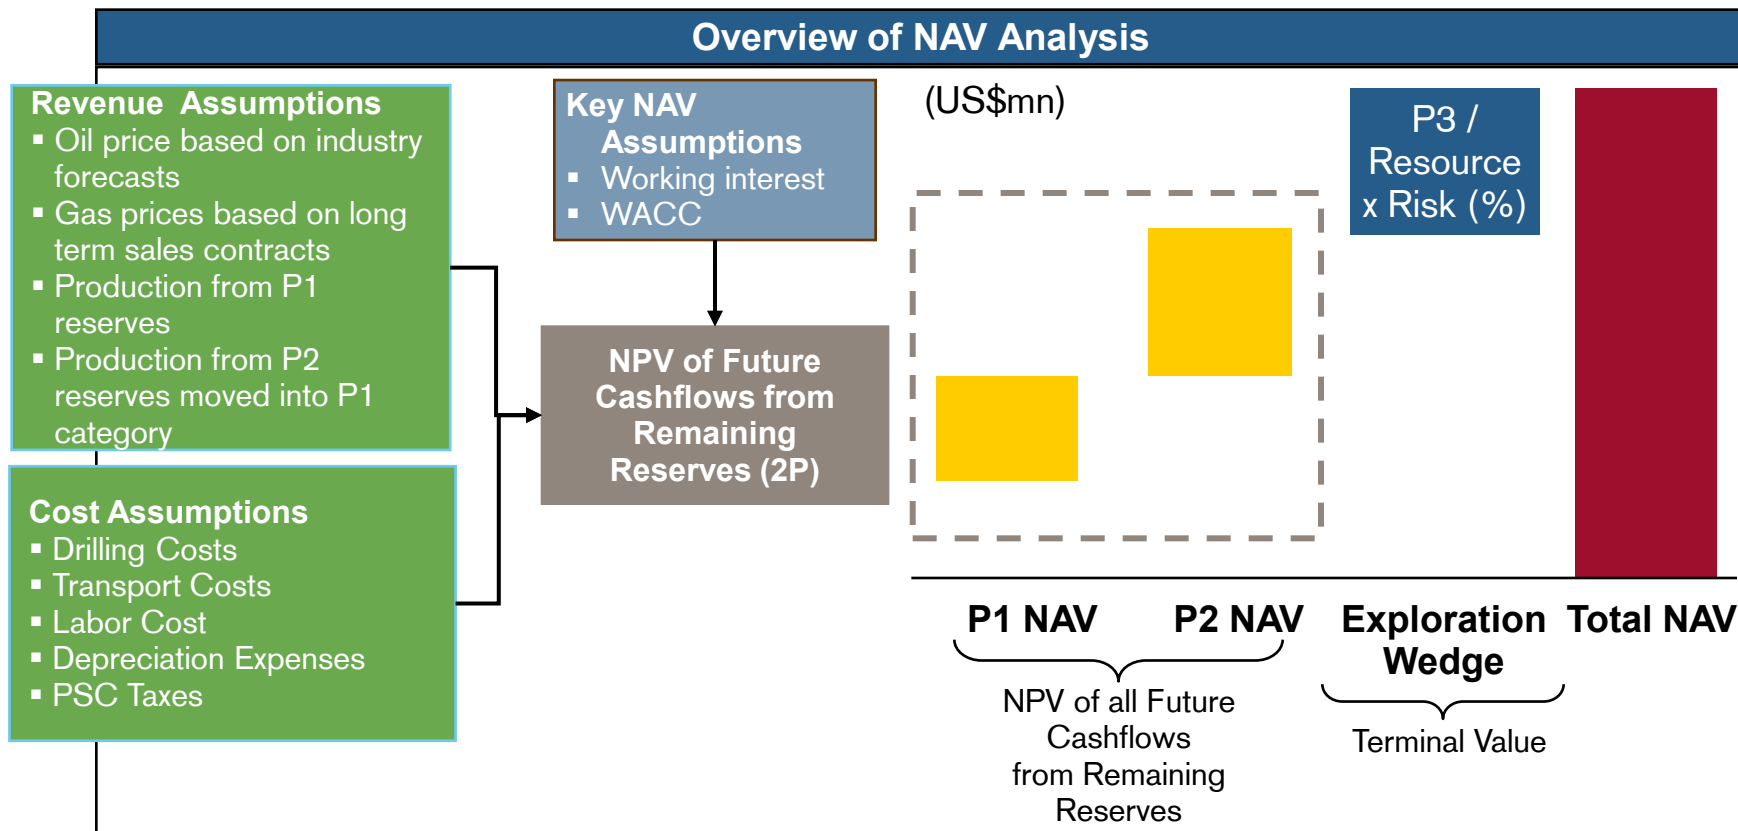 Overview of NAV Analysis
Revenue Assumptions
▪ Oil price based on industry
forecasts
▪ Gas prices based on long
term sales contracts
▪ Production from P1
reserves
▪ Production from P2
reserves moved into P1
category
Cost Assumptions
▪ Drilling Costs
▪ Transport Costs
▪ Labor Cost
▪ Depreciation Expenses
▪ PSC Taxes
Key NAV
Assumptions
▪ Working interest
▪ WACC
NPV of Future
Cashflows from
Remaining
Reserves (2P)
(US$mn)
P3 /
Resource
x Risk (%)
P1 NAV
P2 NAV
Exploration
Wedge
Total NAV
NPV of all Future
Cashflows
from Remaining
Reserves
Terminal Value